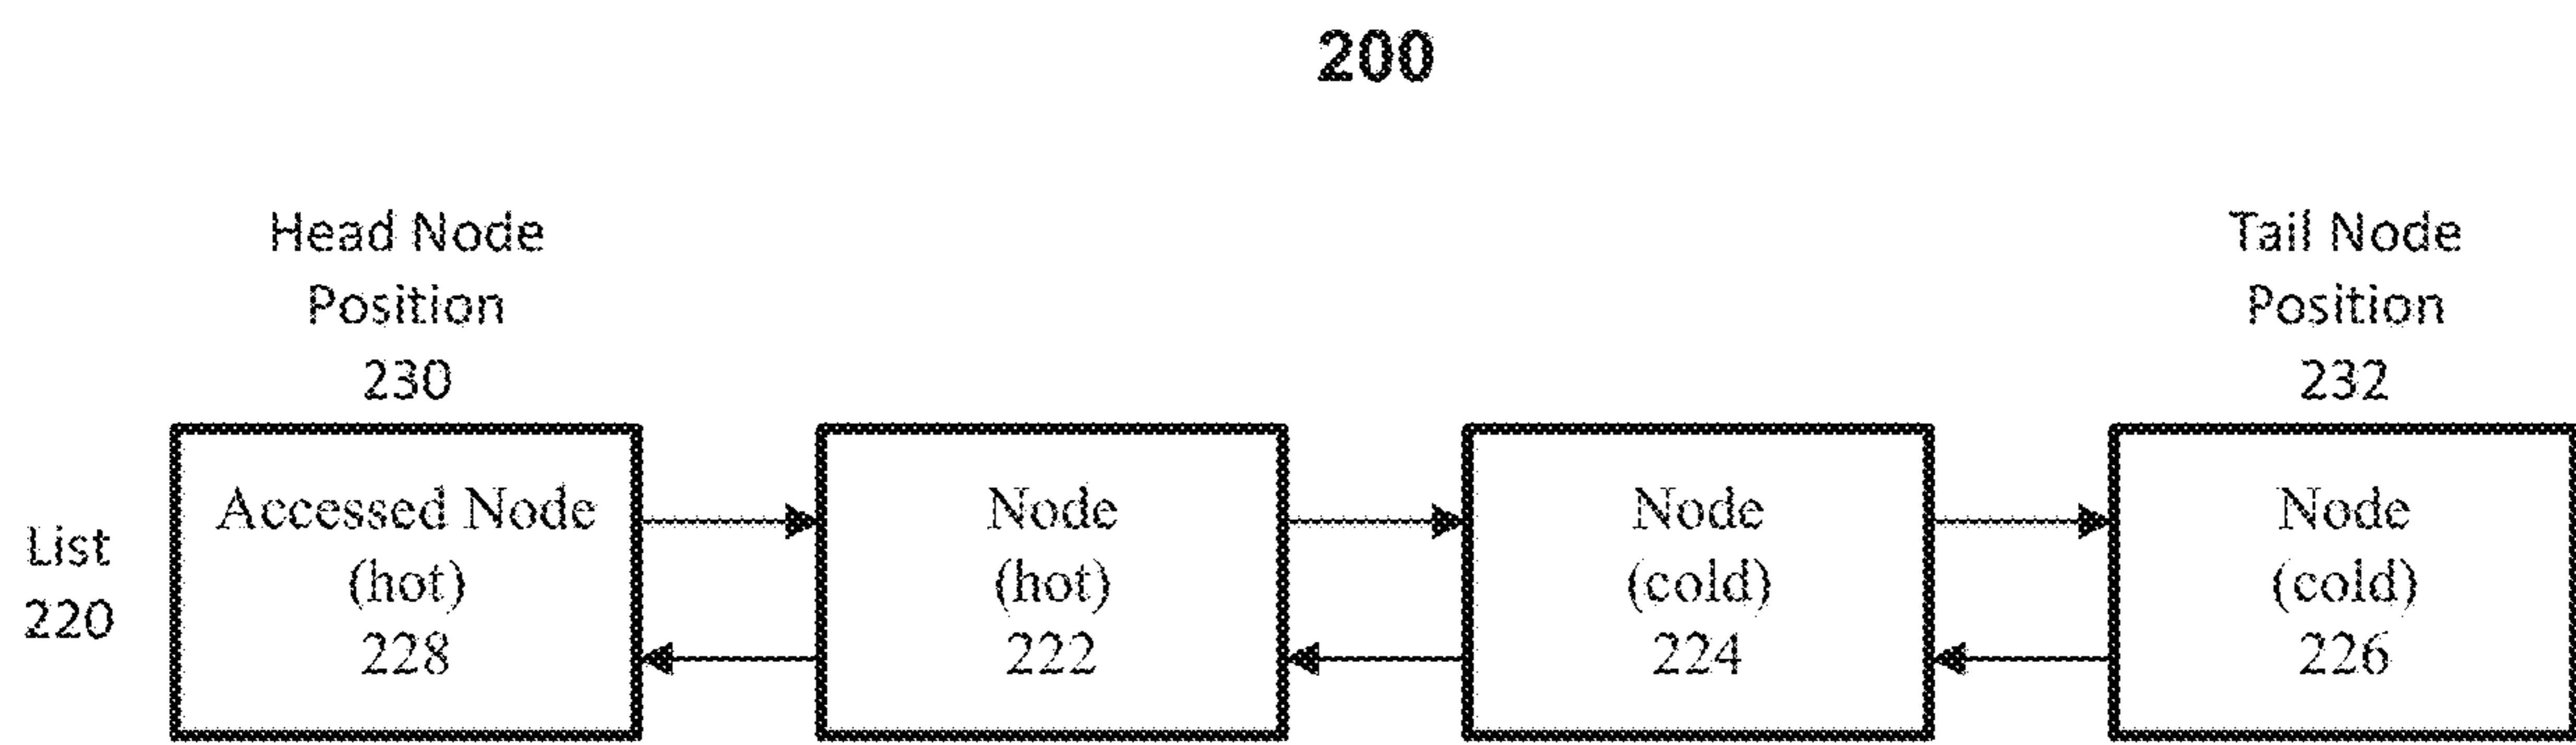 200
Head Node
Position
230
Tail Node
Position
232
List
220
Accessed Node
(hot)
228
Node
(hot)
222
Node
(cold)
224
Node
(cold)
226